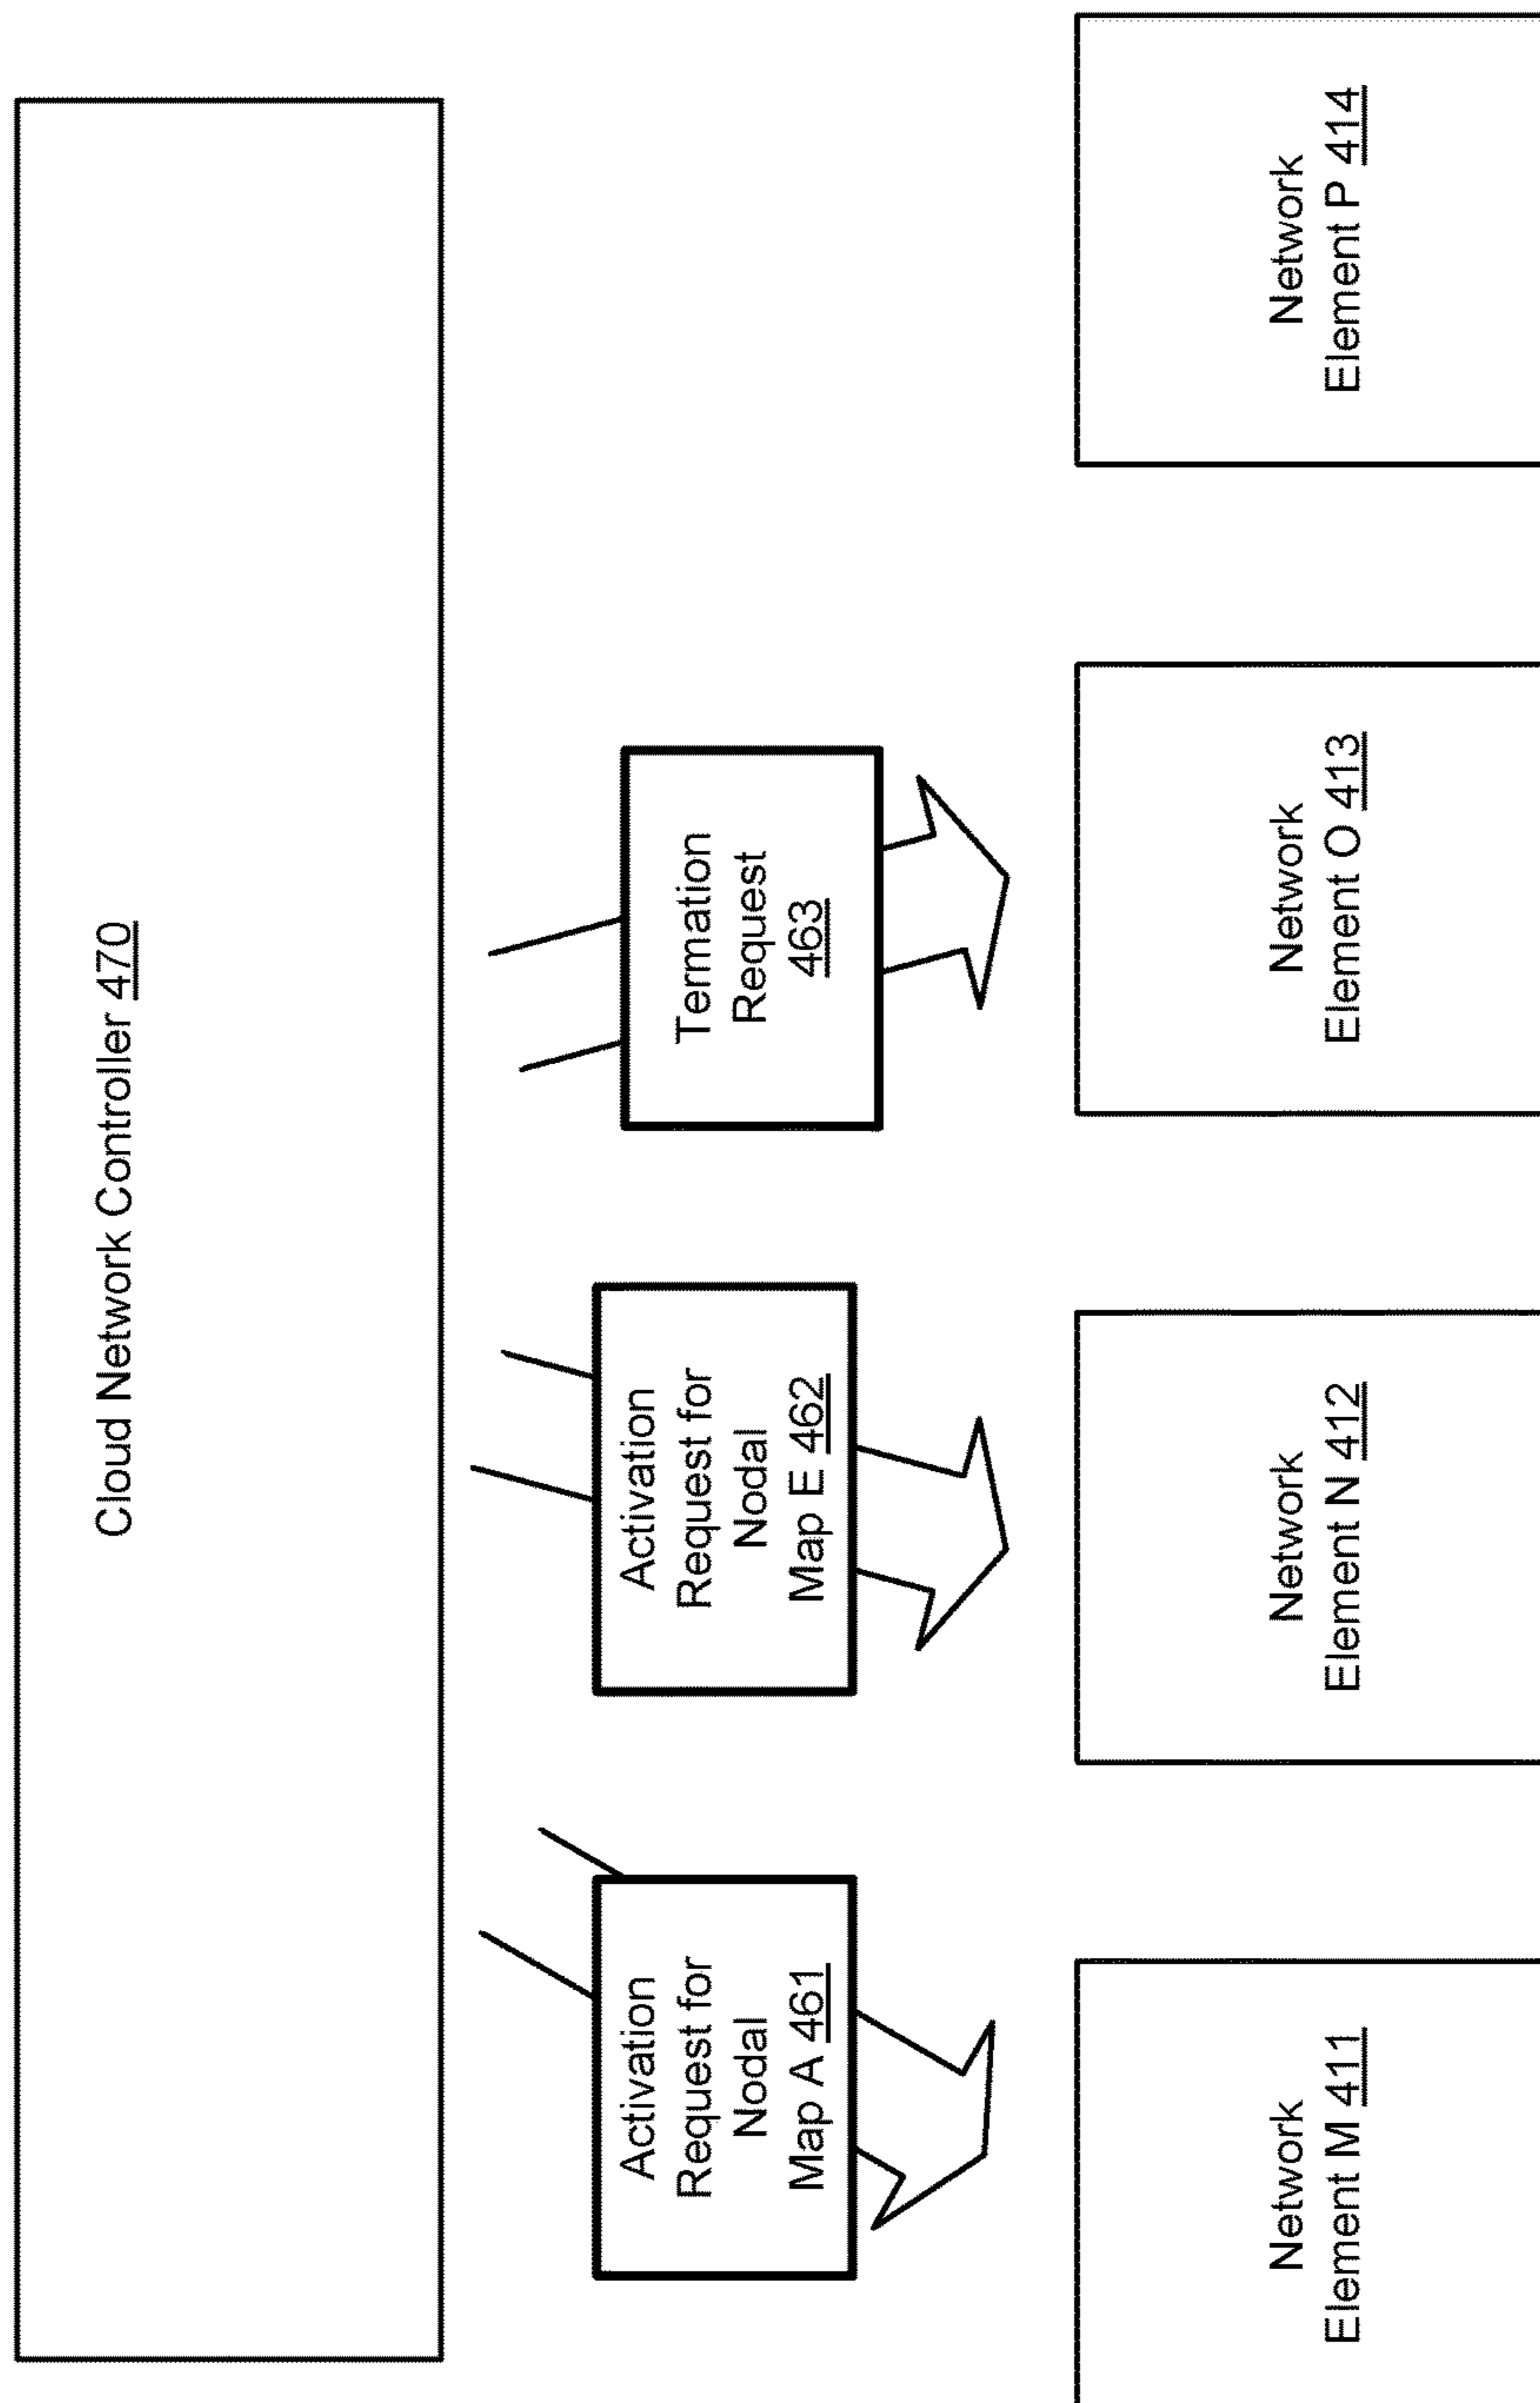 Cloud Network Controller 470
Activation
Request for
Nodal
Map A 461
Activation
Request for
Nodal
Map E 462
Termation
Request
463
Network
Element M 411
Network
Element N 412
Network
Element O 413
Network
Element P 414